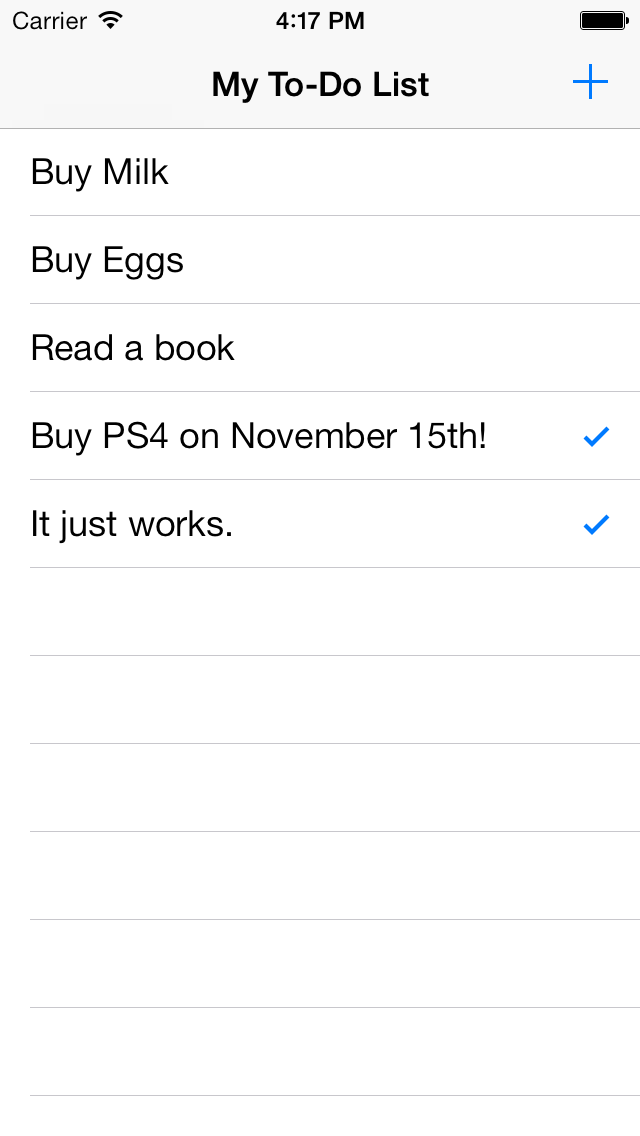 Carrier 4:17 PM
My To-Do List
Buy Milk
Buy Eggs
Read a book
Buy PS4 on November 15th!
It just works.